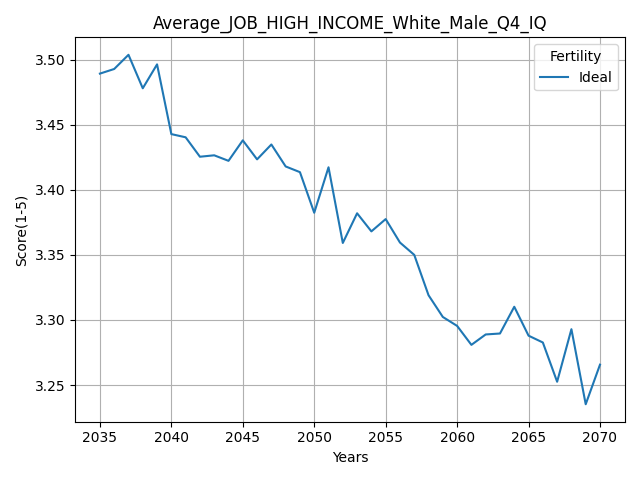 Average_JOB_HIGH_INCOME_White_Male_Q4_IQ
Fertility
Ideal
Score(1-5)
3.50
3.45
3.40
3.35
3.30
3.25
2035 2040 2045 2050 2055 2060 2065 2070
Years